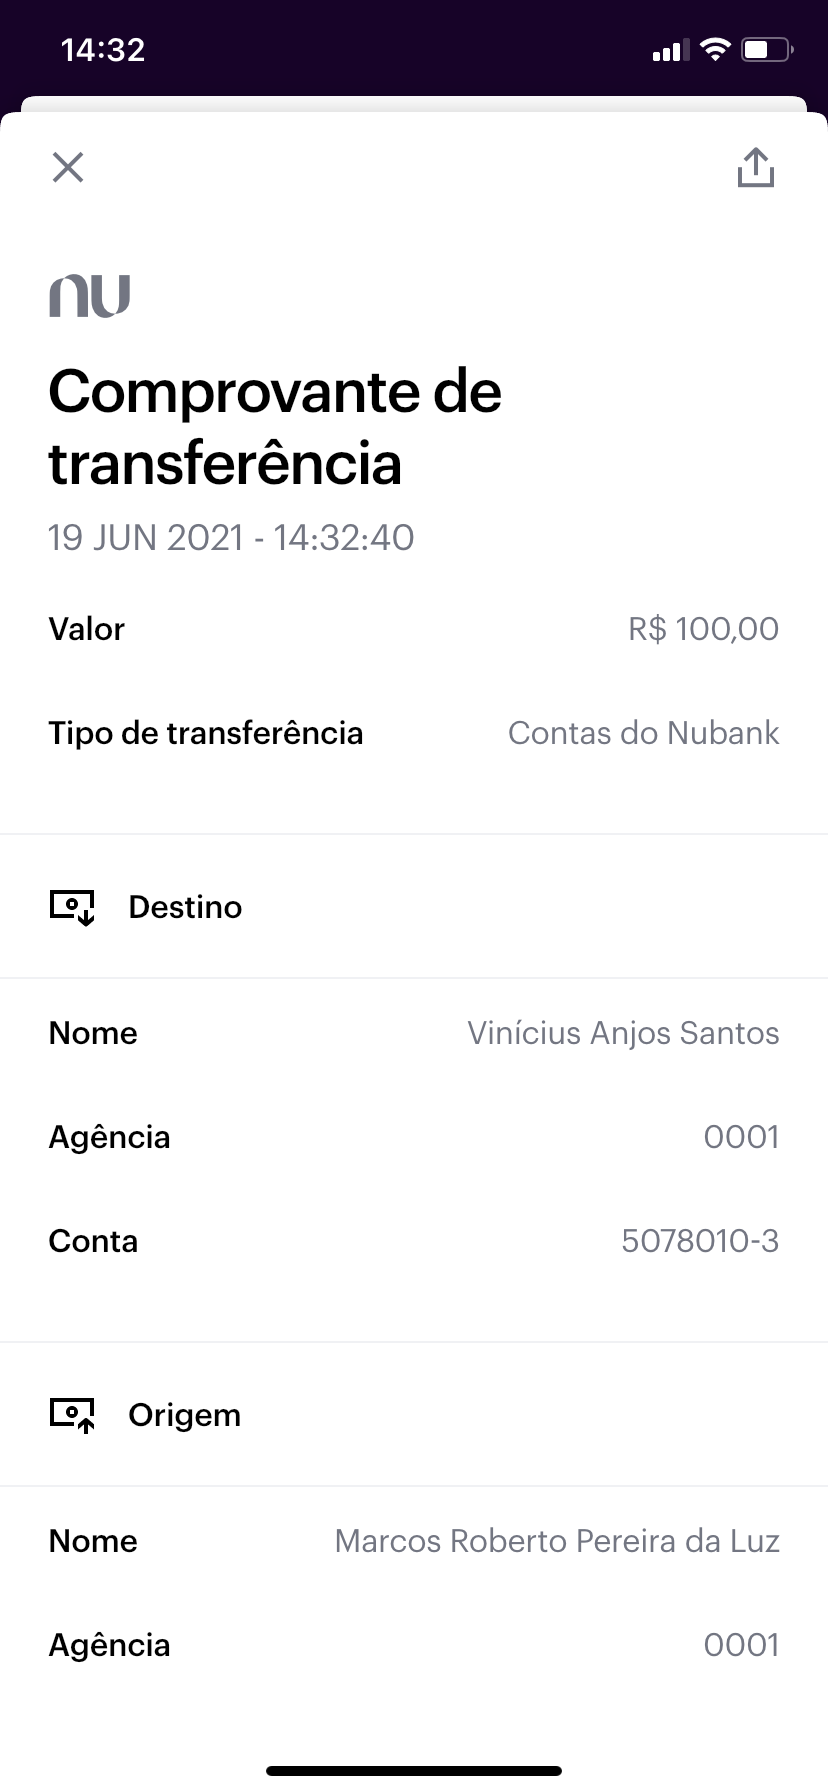 14:32
nu
Comprovante de
transferência
19 JUN 2021 - 14:32:40
Valor R$ 100,00
Tipo de transferência Contas do Nubank
Destino
Nome Vinícius Anjos Santos
Agência 0001
Conta 5078010-3
Origem
Nome Marcos Roberto Pereira da Luz
Agência 0001